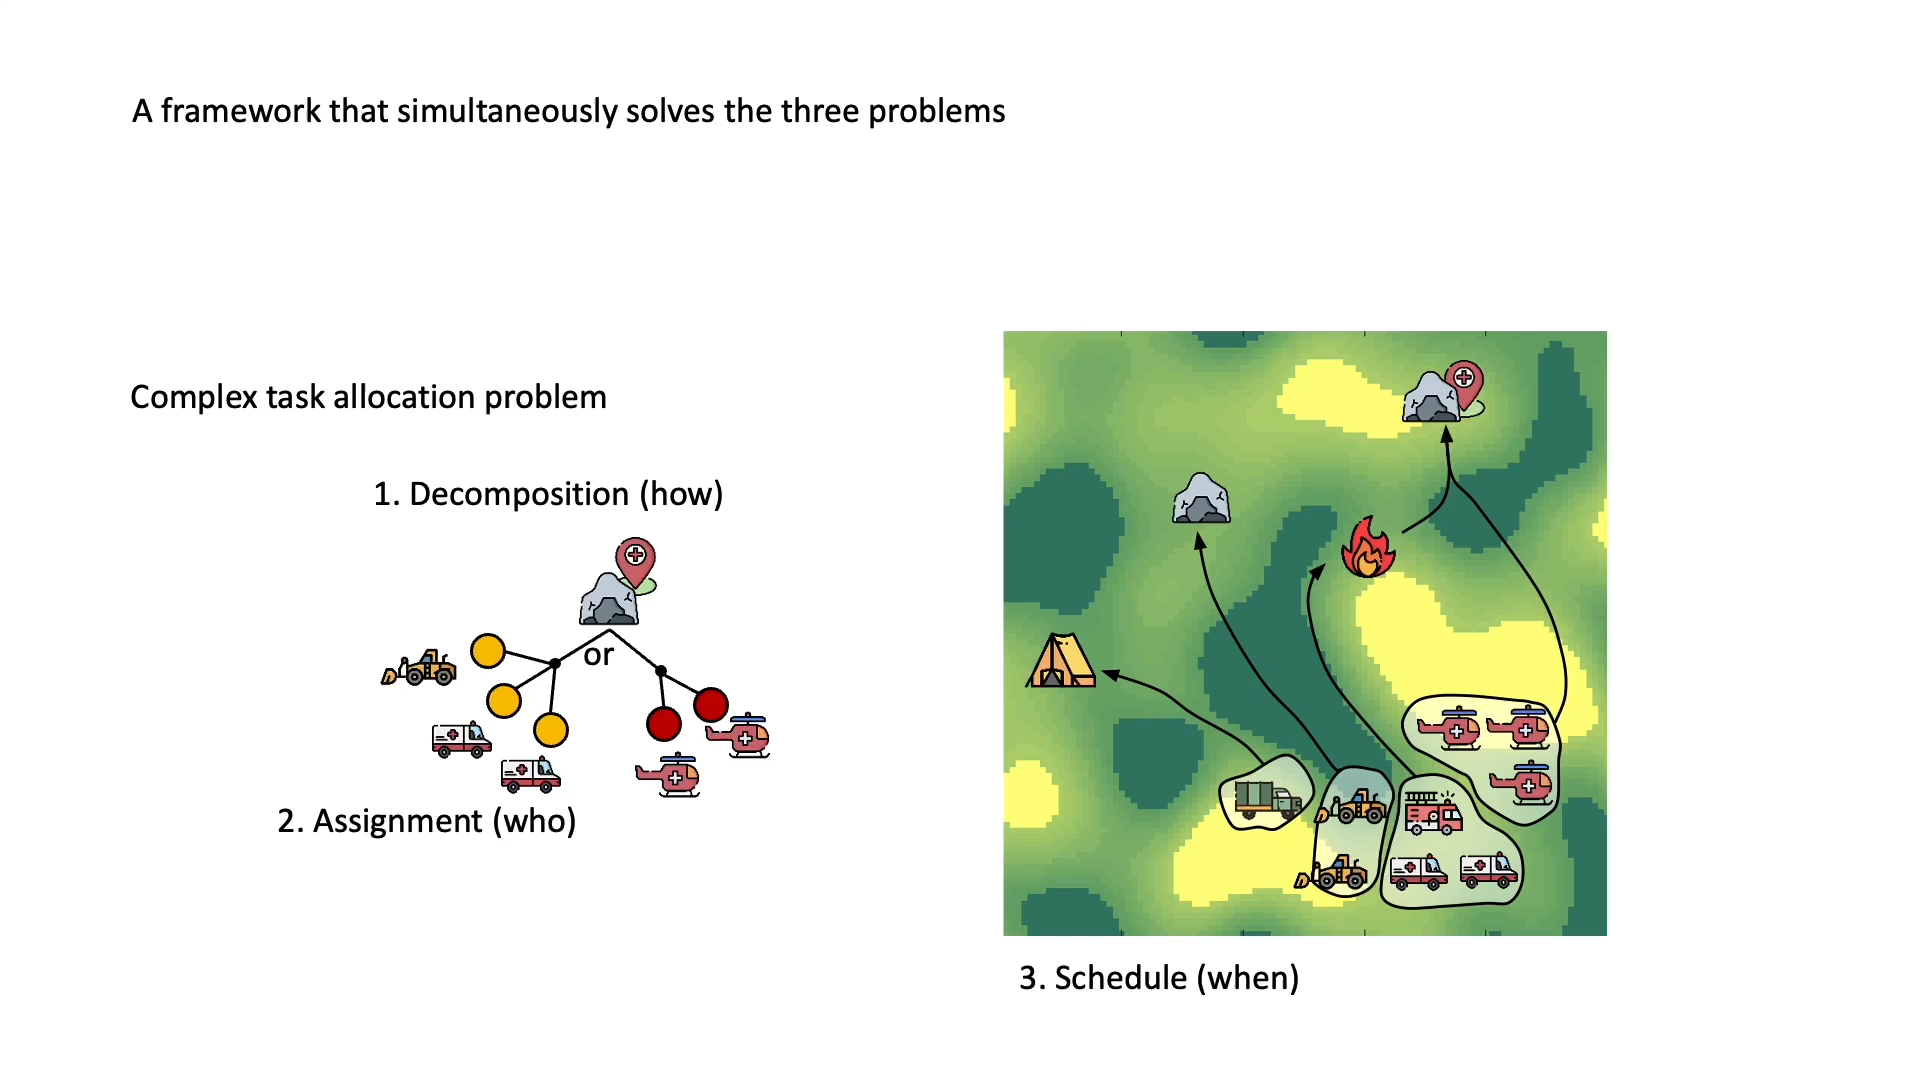 A framework that simultaneously solves the three problems
Complex task allocation problem
1. Decomposition (how)
or
2. Assignment (who)
3. Schedule (when)